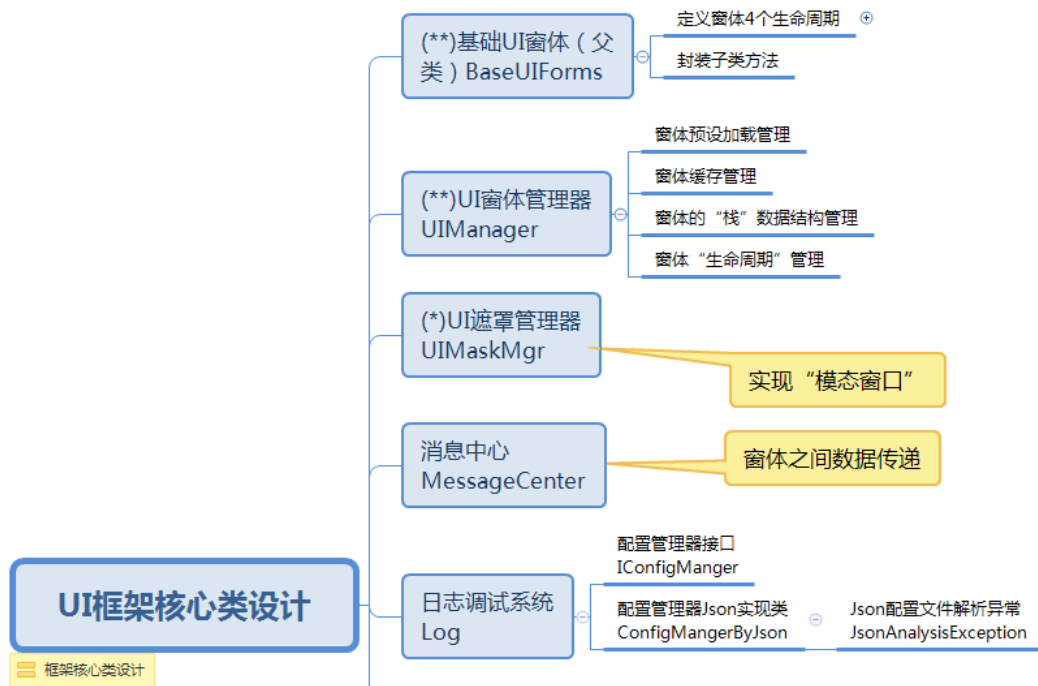 (**)基础UI窗体（父
类）BaseUIForms
定义窗体4个生命周期
封装子类方法
(**)UI窗体管理器
UIManager
窗体预设加载管理
窗体缓存管理
窗体的“栈”数据结构管理
窗体“生命周期”管理
(*)UI遮罩管理器
UIMaskMgr
实现“模态窗口”
消息中心
MessageCenter
窗体之间数据传递
UI框架核心类设计
框架核心类设计
日志调试系统
Log
配置管理器接口
IConfigManger
配置管理器Json实现类
ConfigMangerByJson
Json配置文件解析异常
JsonAnalysisException